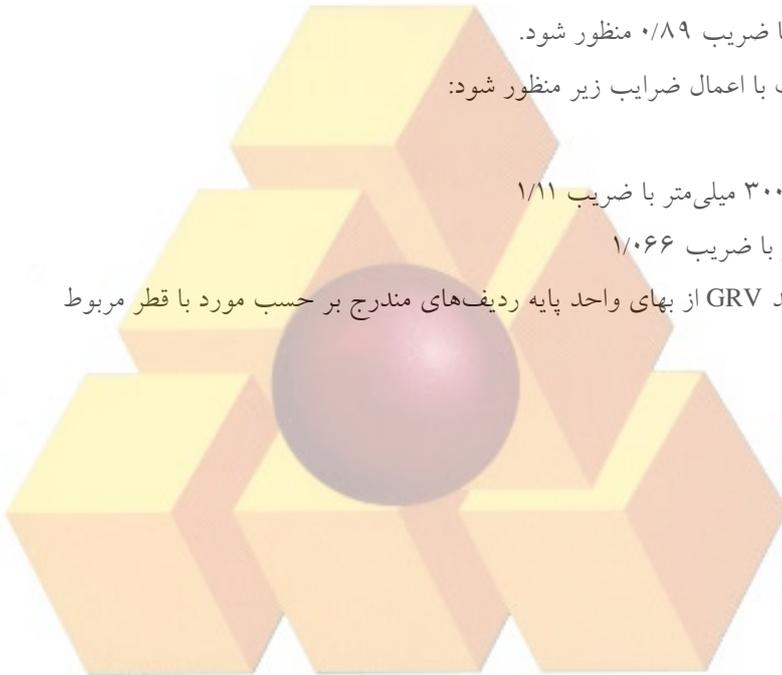 ا ضریب ۰/۸۹ منظور شود.
با اعمال ضرایب زیر منظور شود:
۳۰۰ میلی‌متر با ضریب ۱/۱۱
با ضریب ۱/۰۶۶
د GRV از بهای واحد پایه ردیف‌های مندرج بر حسب مورد با قطر مربوط